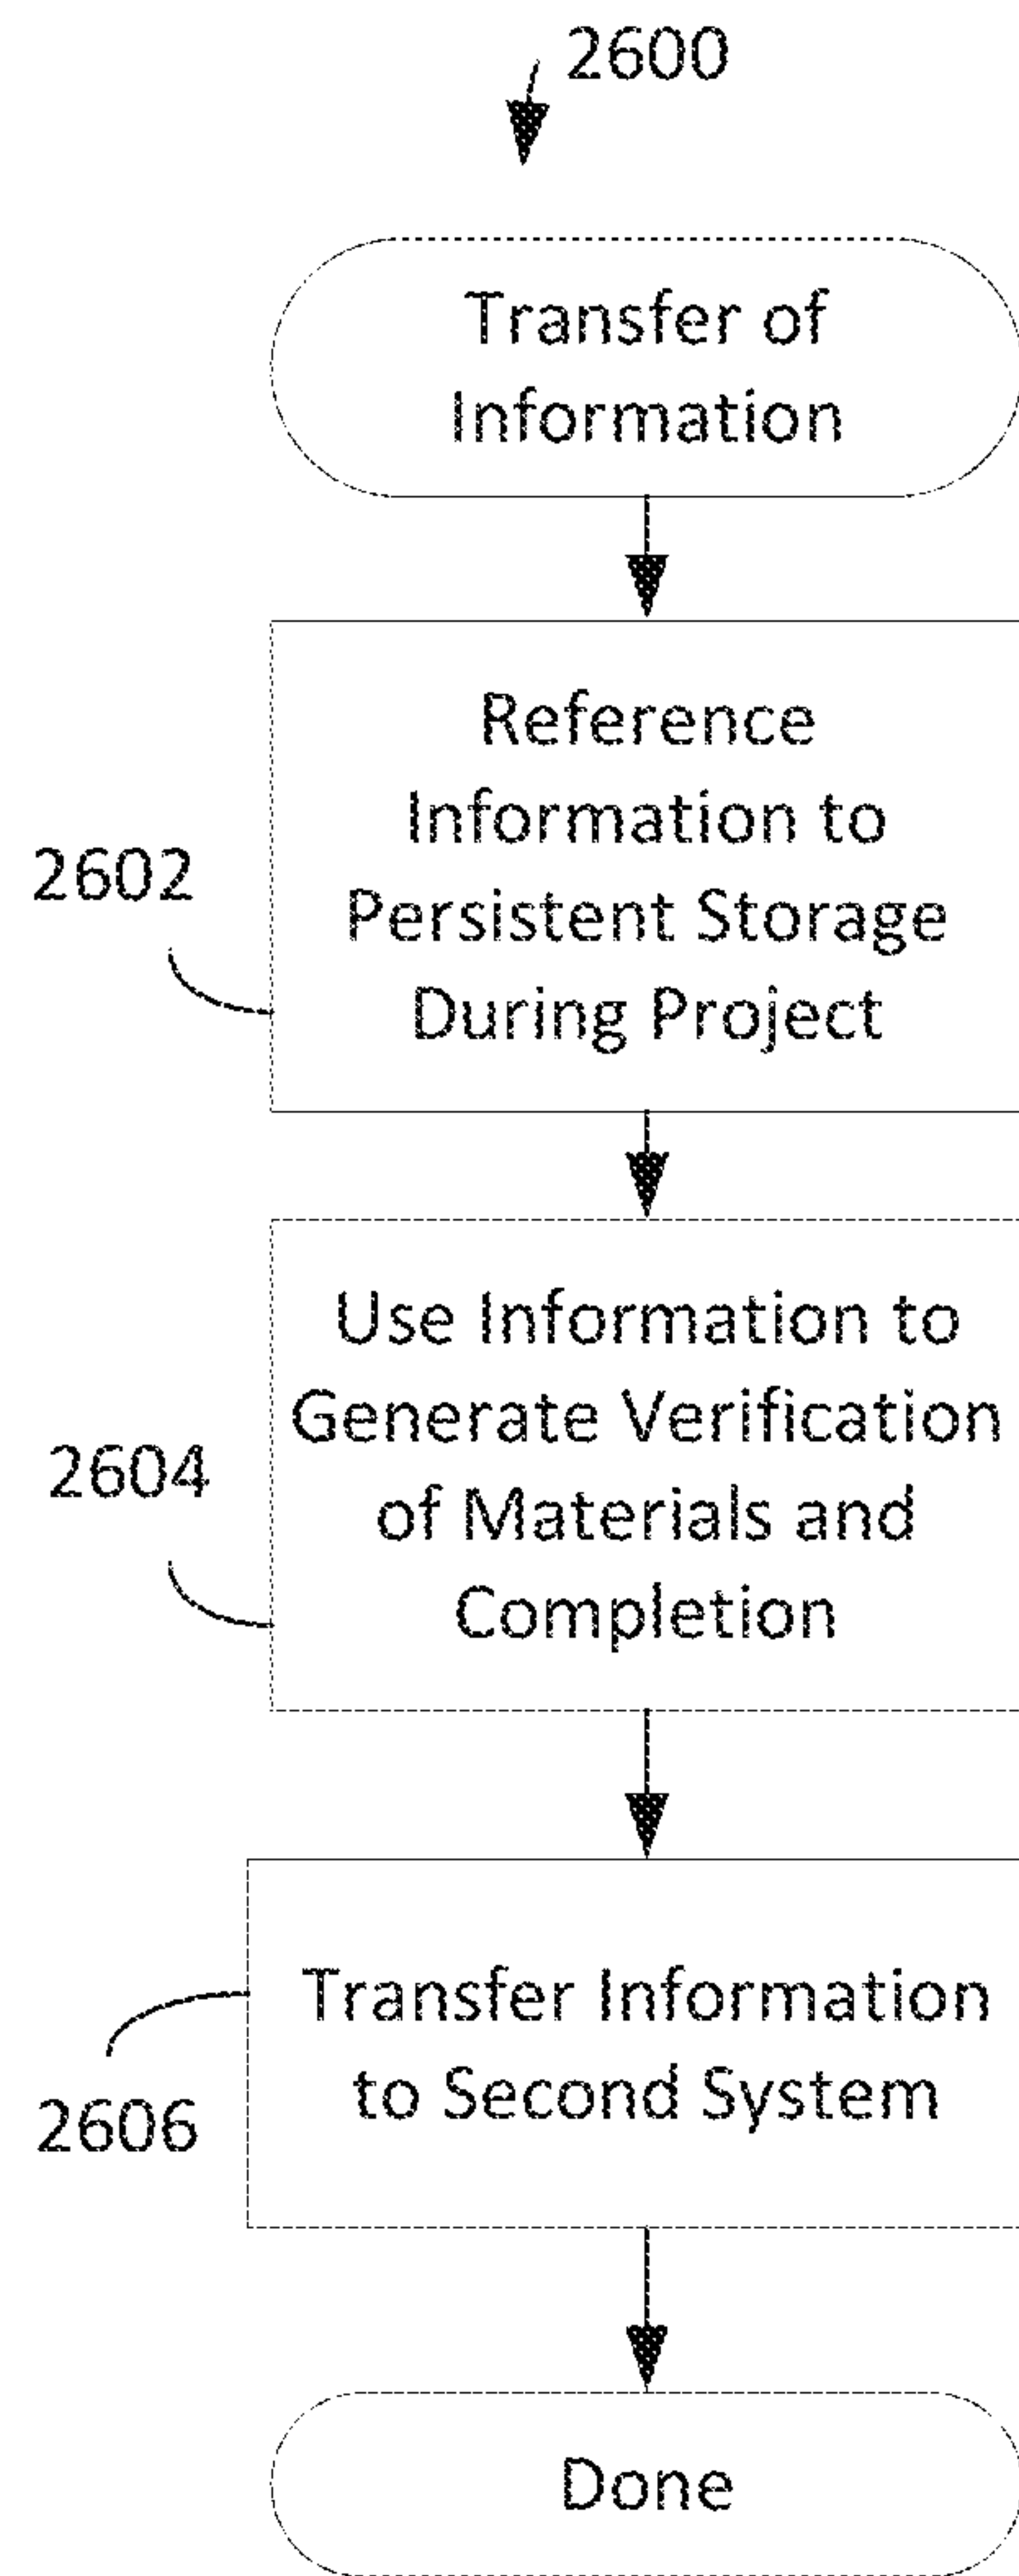 2600
Transfer of
Information
Reference
Information to
Persistent Storage
During Project
2602
Use Information to
Generate Verification
of Materials and
Completion
2604
Transfer Information
to Second System
2606
Done